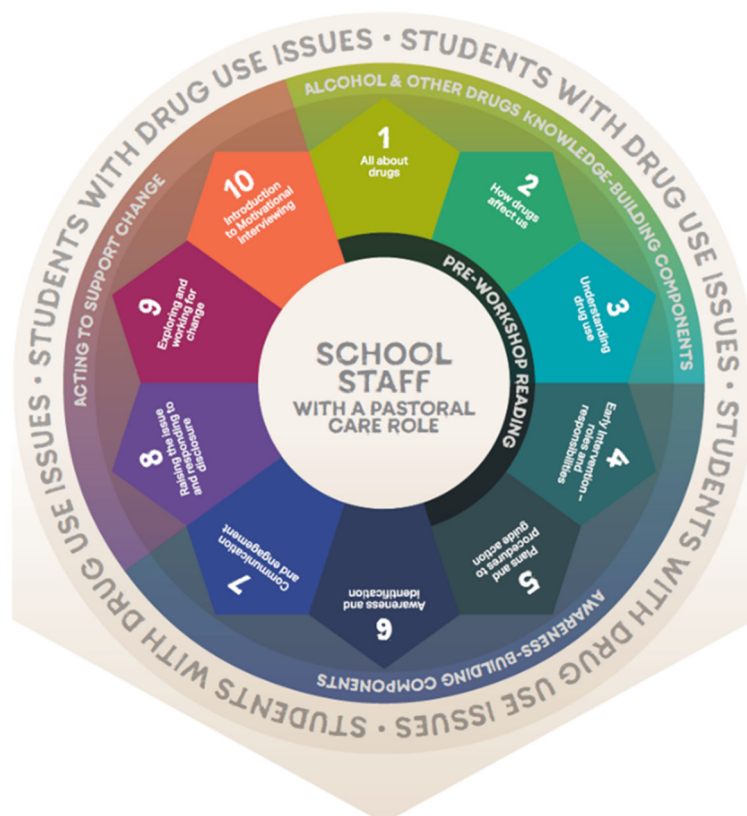 STUDENTS WITH DRUG USE ISSUES • STUDENTS WITH DRUG USE ISSUES • STUDENTS WITH DRUG USE ISSUES • STUDENTS WITH DRUG USE ISSUES •
ALCOHOL & OTHER DRUGS KNOWLEDGE-BUILDING COMPONENTS
1
All about
drugs
2
How drugs
affect us
3
Understanding
drug use
4
Early Intervention –
roles and
responsibilities
5
Plans and
procedures to
guide action
6
Awareness and
identification
7
Communication
and engagement
8
Raising the issue
and responding to
disclosure
9
Exploring and
working for
change
10
Introduction
to Motivational
interviewing
AWARENESS-BUILDING COMPONENTS
ACTING TO SUPPORT CHANGE
PRE-WORKSHOP READING
SCHOOL
STAFF
WITH A PASTORAL
CARE ROLE